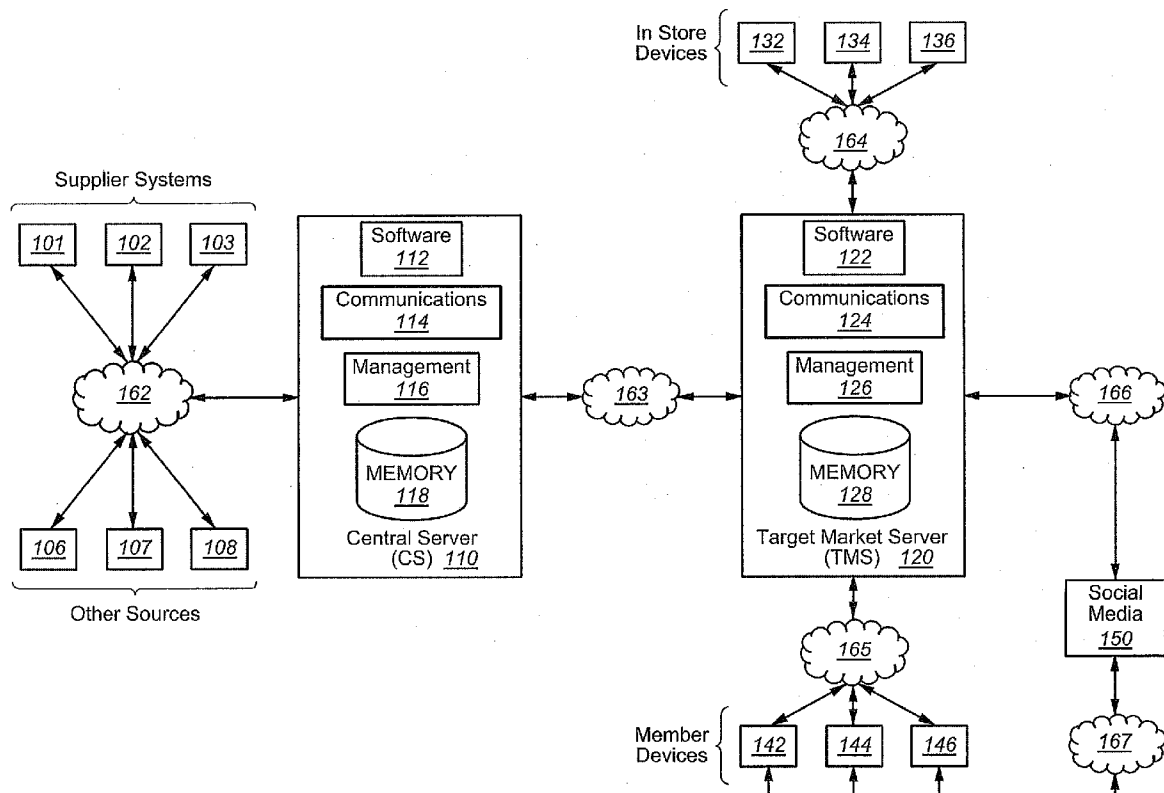 In Store
Devices
132
134
136
164
Supplier Systems
101
102
103
162
106
107
108
Other Sources
Software
112
Communications
114
Management
116
MEMORY
118
Central Server
(CS) 110
163
Software
122
Communications
124
Management
126
MEMORY
128
Target Market Server
(TMS) 120
166
Social
Media
150
165
Member
Devices
142
144
146
167